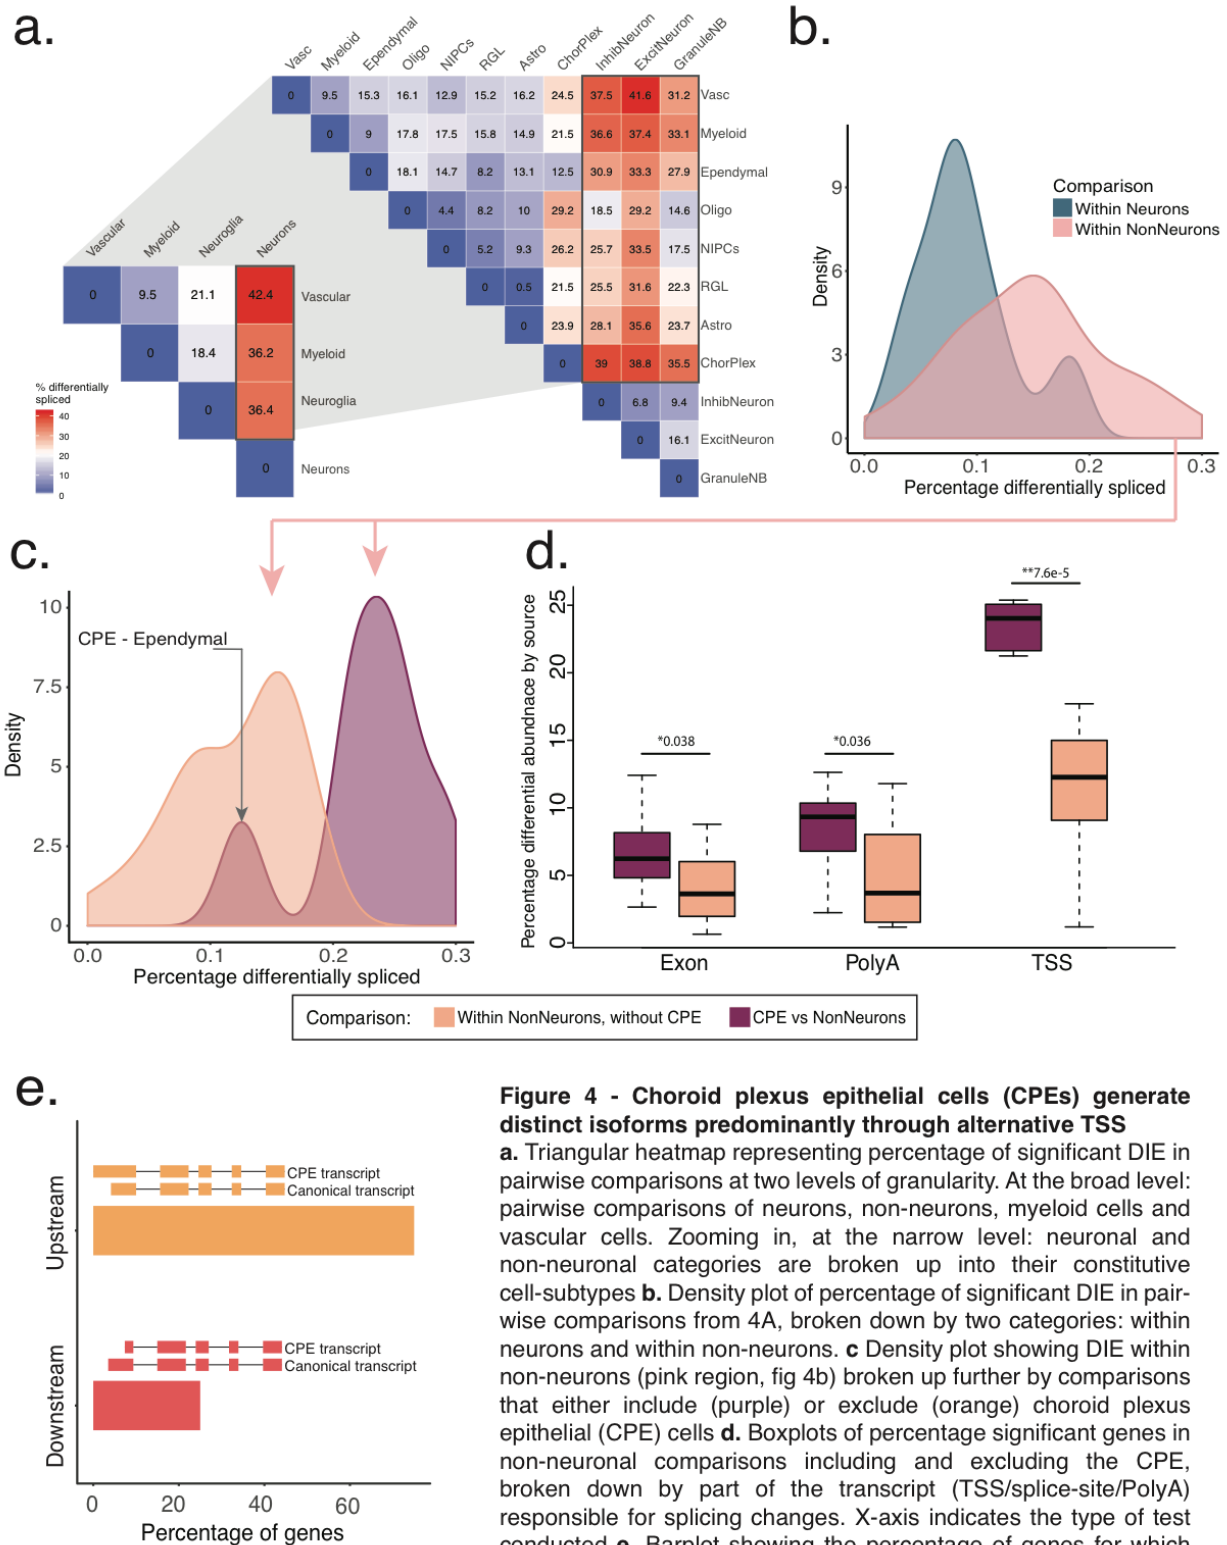 a.
Vasc Myeloid Ependymal Oligo NIPCs RGL Astro ChorPlex InhibNeuron ExcitNeuron GranuleNB
0 9.5 15.3 16.1 12.9 15.2 16.2 24.5 37.5 41.6 31.2 Vasc
0 9 17.8 17.5 15.8 14.9 21.5 36.6 37.4 33.1 Myeloid
0 18.1 14.7 8.2 13.1 12.5 30.9 33.3 27.9 Ependymal
0 4.4 8.2 10 29.2 18.5 29.2 14.6 Oligo
0 5.2 9.3 26.2 25.7 33.5 17.5 NIPCs
0 0.5 21.5 25.5 31.6 22.3 RGL
0 23.9 28.1 35.6 23.7 Astro
0 39 38.8 35.5 ChorPlex
0 6.8 9.4 InhibNeuron
0 16.1 ExcitNeuron
0 GranuleNB
Vascular Myeloid Neuroglia Neurons
0 9.5 21.1 42.4 Vascular
0 18.4 36.2 Myeloid
0 36.4 Neuroglia
0 Neurons
% differentially
spliced
40
30
20
10
0
b.
Density
9
6
3
0
0.0 0.1 0.2 0.3
Percentage differentially spliced
Comparison
Within Neurons
Within NonNeurons
c.
Density
10
7.5
5
2.5
0
CPE - Ependymal
0.0 0.1 0.2 0.3
Percentage differentially spliced
d.
Percentage differential abundnace by source
25
20
15
10
5
0
*0.038
*0.036
**7.6e-5
Exon PolyA TSS
Comparison: Within NonNeurons, without CPE CPE vs NonNeurons
e.
Upstream
CPE transcript
Canonical transcript
Downstream
CPE transcript
Canonical transcript
0 20 40 60
Percentage of genes
Figure 4 - Choroid plexus epithelial cells (CPEs) generate
distinct isoforms predominantly through alternative TSS
a. Triangular heatmap representing percentage of significant DIE in
pairwise comparisons at two levels of granularity. At the broad level:
pairwise comparisons of neurons, non-neurons, myeloid cells and
vascular cells. Zooming in, at the narrow level: neuronal and
non-neuronal categories are broken up into their constitutive
cell-subtypes b. Density plot of percentage of significant DIE in pair-
wise comparisons from 4A, broken down by two categories: within
neurons and within non-neurons. c Density plot showing DIE within
non-neurons (pink region, fig 4b) broken up further by comparisons
that either include (purple) or exclude (orange) choroid plexus
epithelial (CPE) cells d. Boxplots of percentage significant genes in
non-neuronal comparisons including and excluding the CPE,
broken down by part of the transcript (TSS/splice-site/PolyA)
responsible for splicing changes. X-axis indicates the type of test
conducted e. Barplot showing the percentage of genes for which